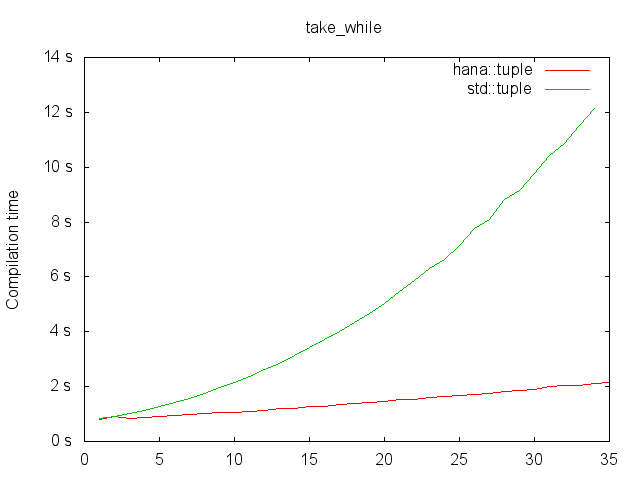 take_while
14 s
hana::tuple
std::tuple
12 s
10 s
8 s
6 s
4 s
2 s
0 s
Compilation time
0 5 10 15 20 25 30 35